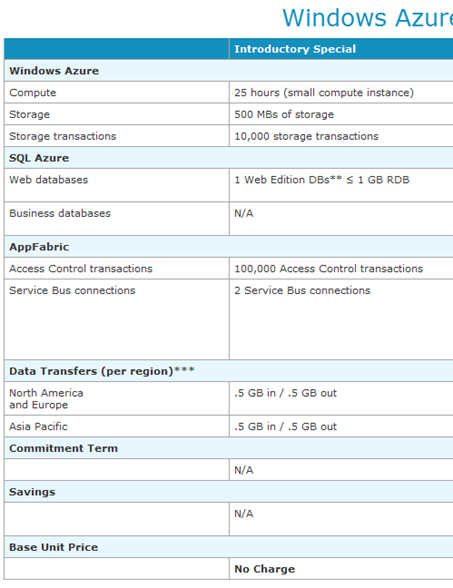 Windows Azure
Introductory Special
Windows Azure
Compute 25 hours (small compute instance)
Storage 500 MBs of storage
Storage transactions 10,000 storage transactions
SQL Azure
Web databases 1 Web Edition DBs** ≤ 1 GB RDB
Business databases N/A
AppFabric
Access Control transactions 100,000 Access Control transactions
Service Bus connections 2 Service Bus connections
Data Transfers (per region)***
North America .5 GB in / .5 GB out
and Europe
Asia Pacific .5 GB in / .5 GB out
Commitment Term
N/A
Savings
N/A
Base Unit Price
No Charge